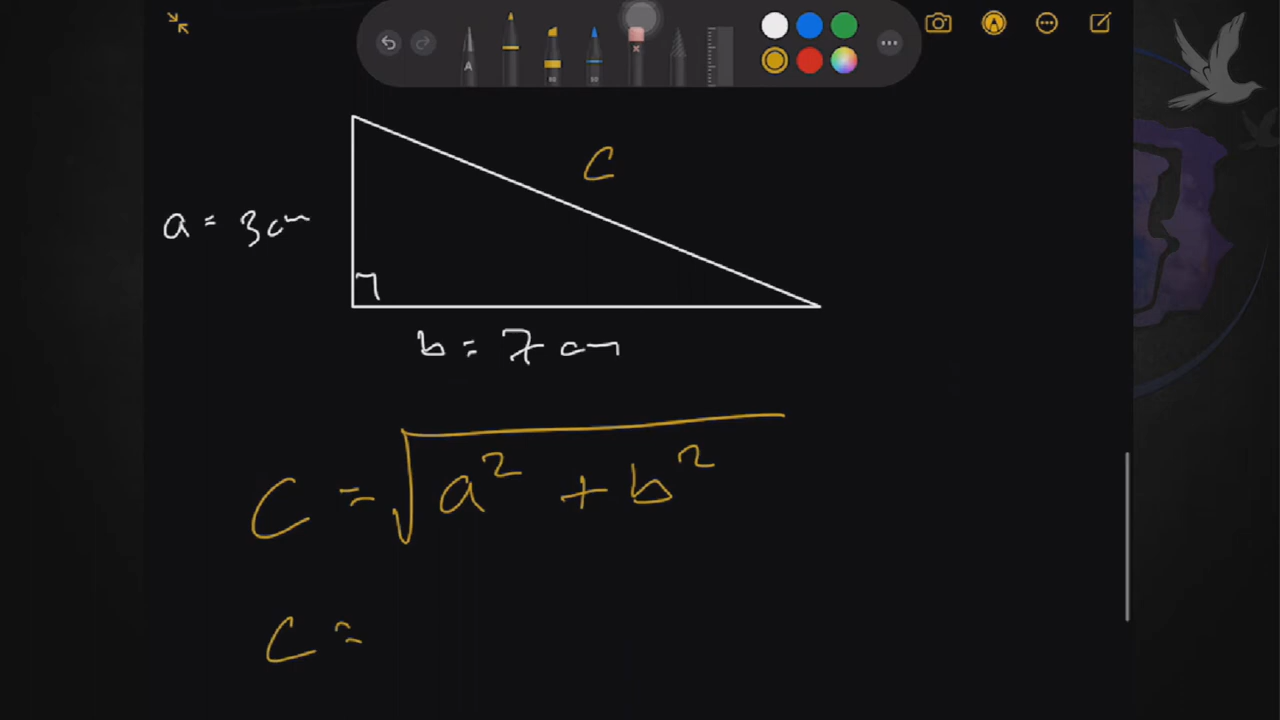 C
a = 3cm
b = 7 cm
C = √a² + b²
C =